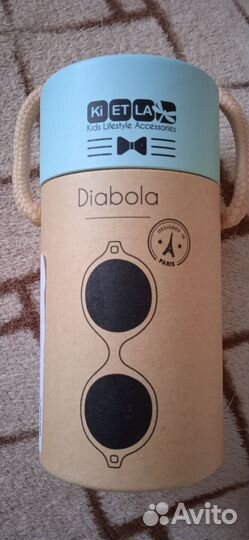 KI ET LA
Kids Lifestyle Accessories
Diabola
DESIGNED IN
PARIS
Avito